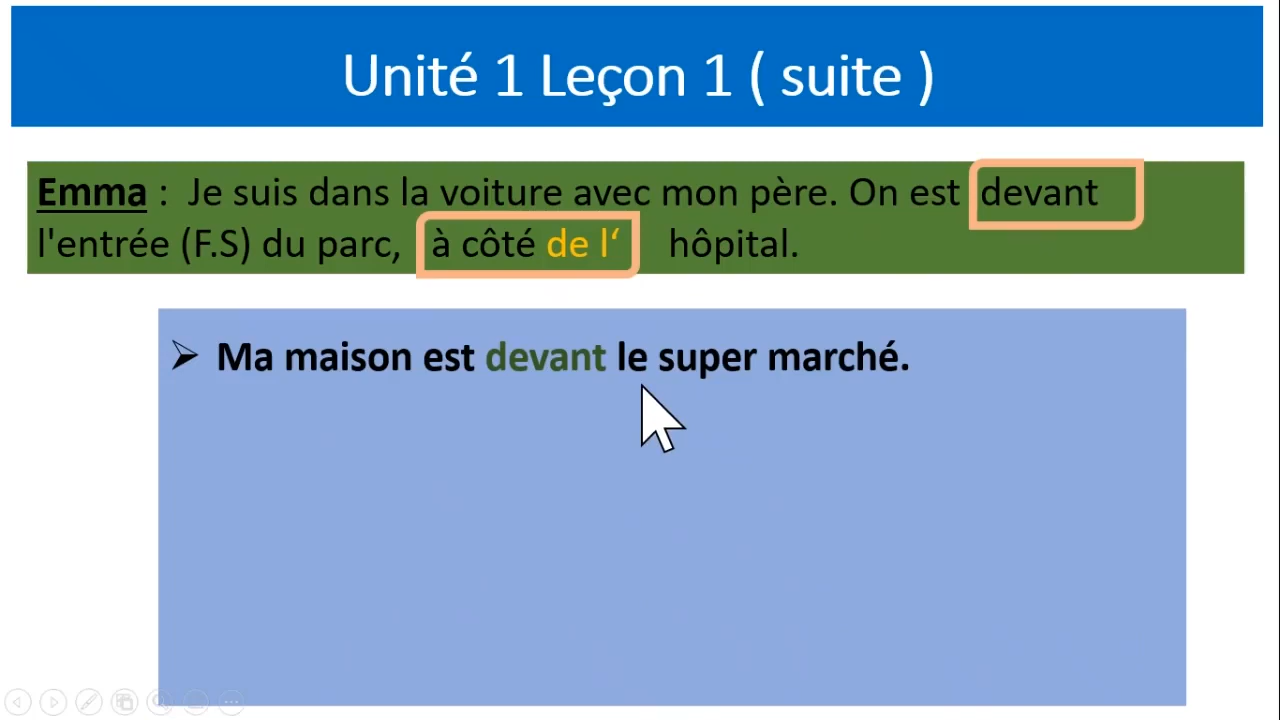 Unité 1 Leçon 1 ( suite )
Emma : Je suis dans la voiture avec mon père. On est devant
l'entrée (F.S) du parc, à côté de l‘ hôpital.
➢ Ma maison est devant le super marché.